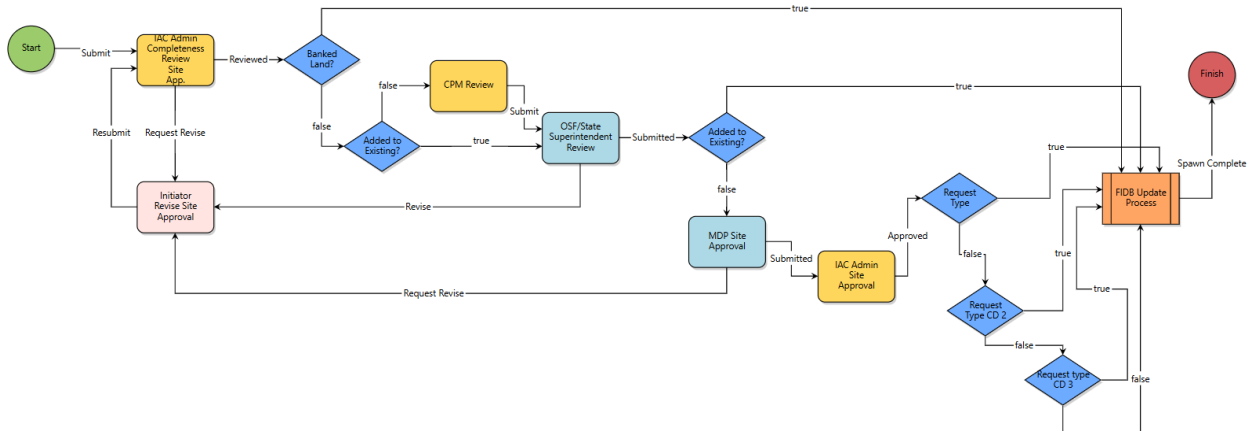 true
Start
Submit
IAC Admin
Completeness
Review
Site
App.
Reviewed
Banked
Land?
false
CPM Review
Submit
false
Added to
Existing?
true
OSF/State
Superintendent
Review
Submitted
Added to
Existing?
true
Finish
Resubmit
Request Revise
Initiator
Revise Site
Approval
Revise
false
MDP Site
Approval
Submitted
Request Revise
IAC Admin
Site
Approval
Approved
Request
Type
true
FIDB Update
Process
Spawn Complete
false
true
Request
Type CD 2
true
false
Request type
CD 3
false